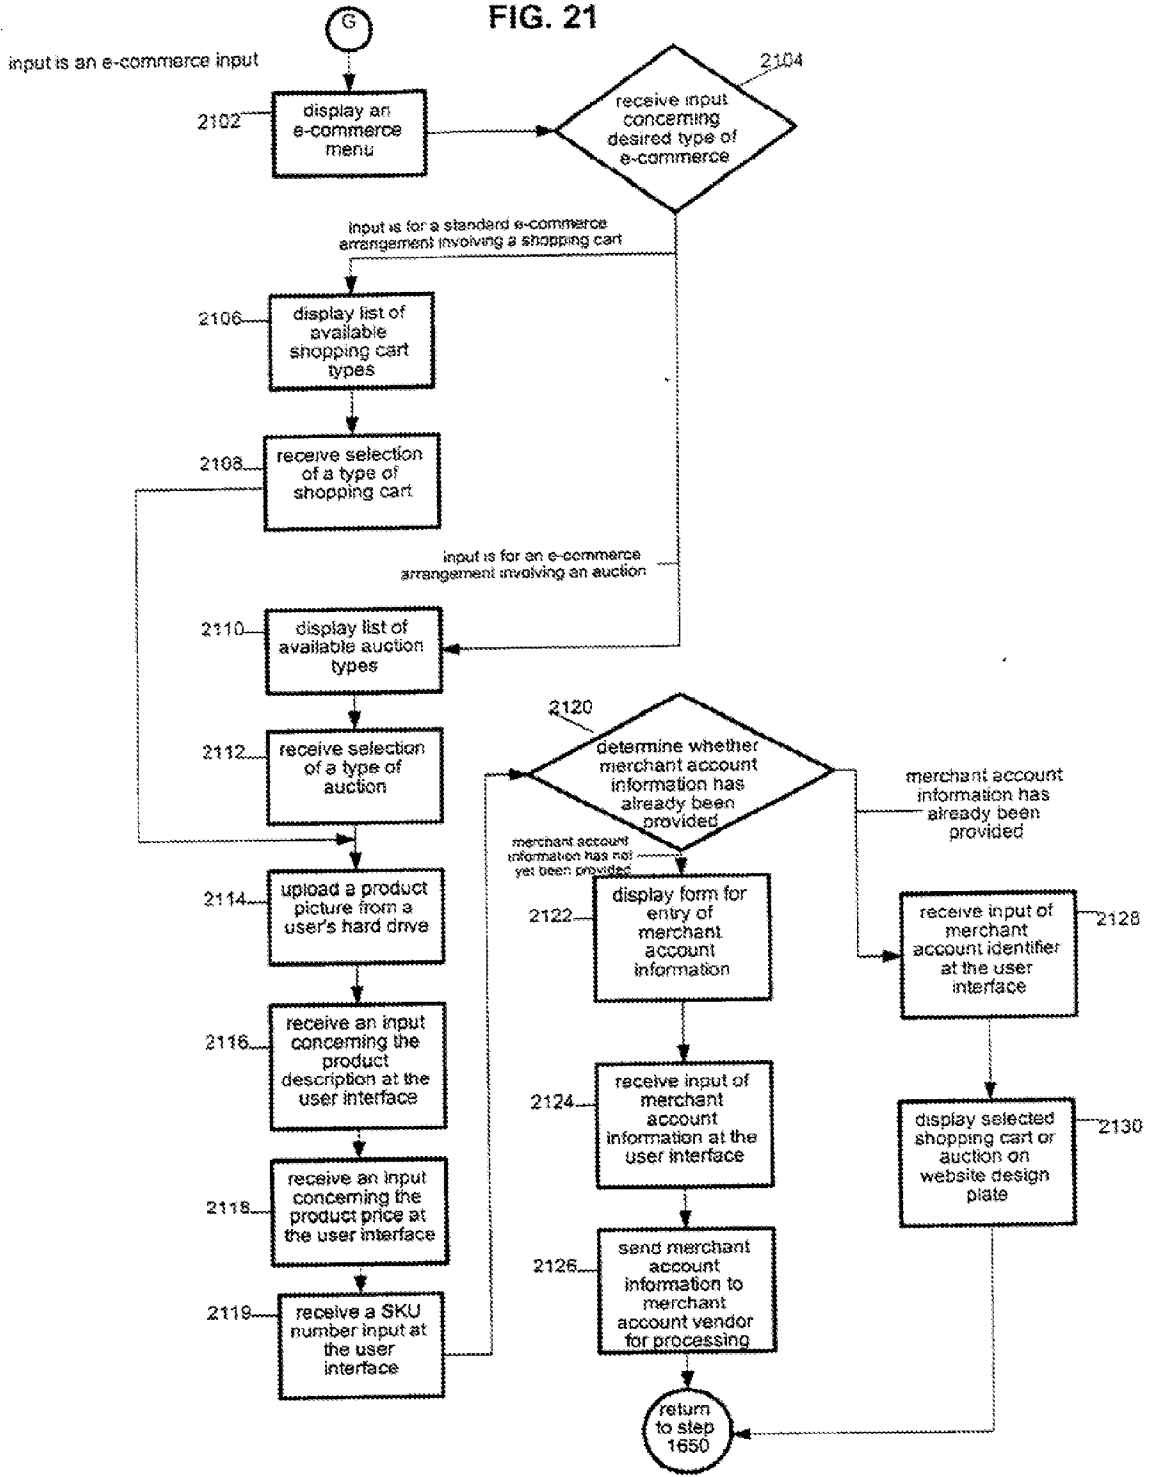 FIG. 21
G
input is an e-commerce input
2102
display an
e-commerce
menu
2104
receive input
concerning
desired type of
e-commerce
input is for a standard e-commerce
arrangement involving a shopping cart
2106
display list of
available
shopping cart
types
2108
receive selection
of a type of
shopping cart
input is for an e-commerce
arrangement involving an auction
2110
display list of
available auction
types
2112
receive selection
of a type of
auction
2114
upload a product
picture from a
user's hard drive
2116
receive an input
concerning the
product
description at the
user interface
2118
receive an input
concerning the
product price at
the user interface
2119
receive a SKU
number input at
the user
interface
2120
determine whether
merchant account
information has
already been
provided
merchant account
information has
already been
provided
merchant account
information has not
yet been provided
2122
display form for
entry of
merchant
account
information
2124
receive input of
merchant
account
information at the
user interface
2126
send merchant
account
information to
merchant
account vendor
for processing
2128
receive input of
merchant
account identifier
at the user
interface
2130
display selected
shopping cart or
auction on
website design
plate
return
to step
1650